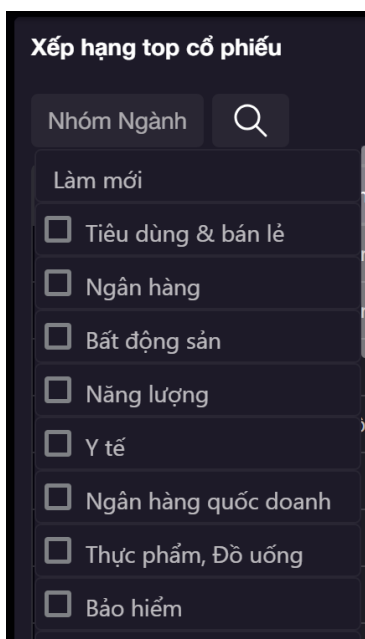 Xếp hạng top cổ phiếu
Nhóm Ngành
Làm mới
Tiêu dùng & bán lẻ
Ngân hàng
Bất động sản
Năng lượng
Y tế
Ngân hàng quốc doanh
Thực phẩm, Đồ uống
Bảo hiểm